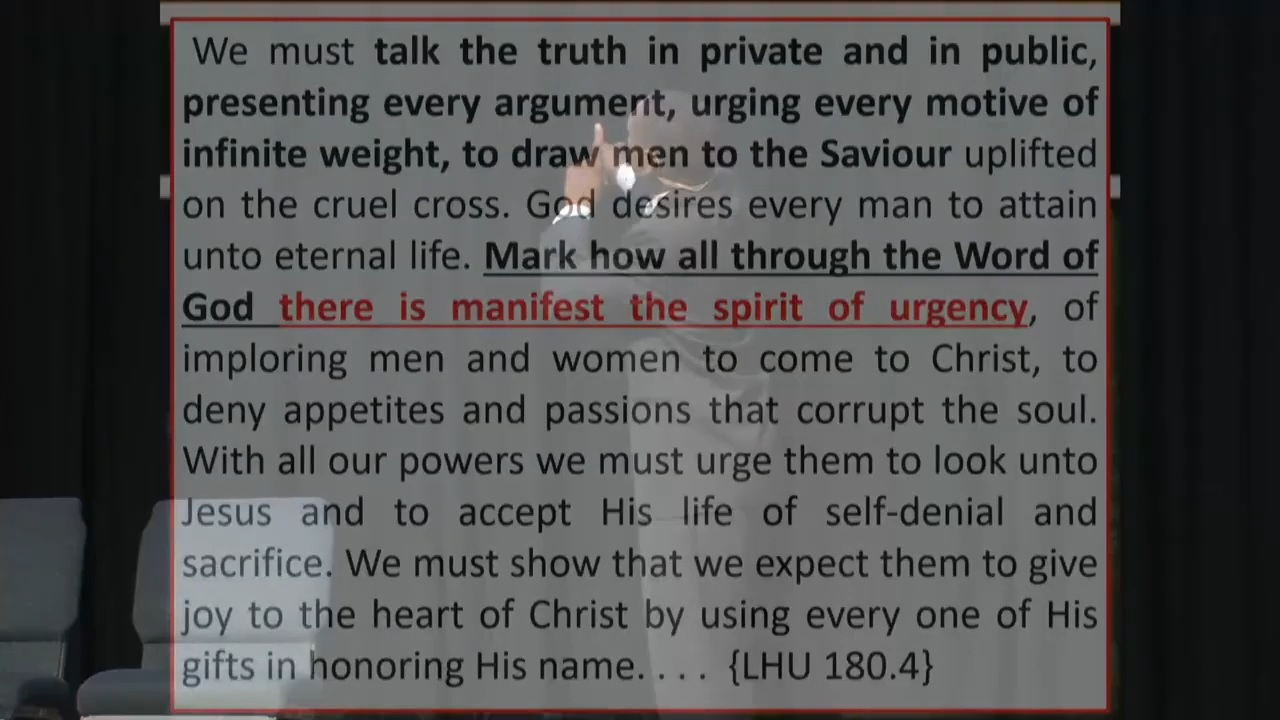 We must talk the truth in private and in public,
presenting every argument, urging every motive of
infinite weight, to draw men to the Saviour uplifted
on the cruel cross. God desires every man to attain
unto eternal life. Mark how all through the Word of
God there is manifest the spirit of urgency, of
imploring men and women to come to Christ, to
deny appetites and passions that corrupt the soul.
With all our powers we must urge them to look unto
Jesus and to accept His life of self-denial and
sacrifice. We must show that we expect them to give
joy to the heart of Christ by using every one of His
gifts in honoring His name. . . . {LHU 180.4}